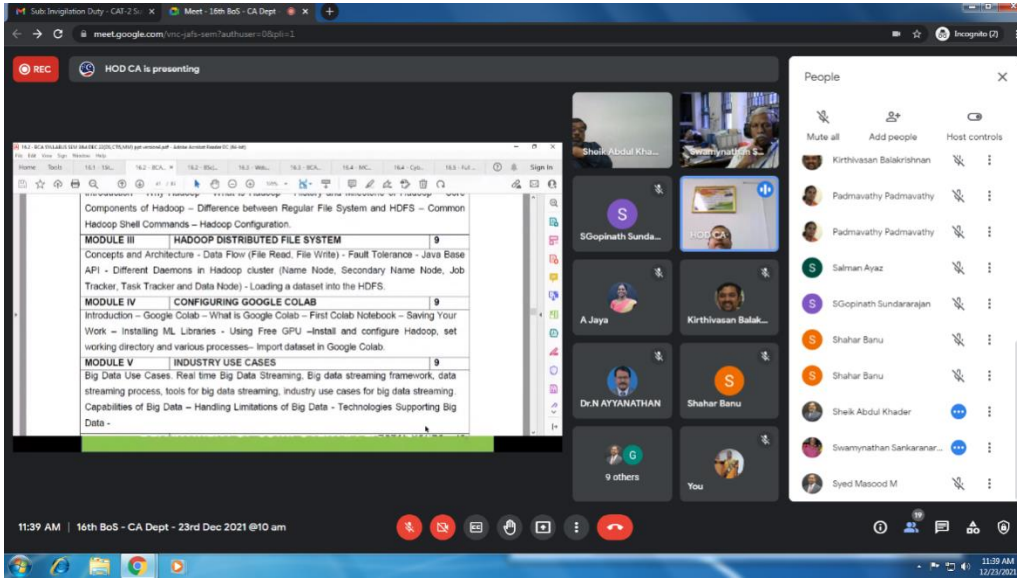 Sub: Invigilation Duty - CAT-2 Su
Meet - 16th BoS - CA Dept
meet.google.com/vnc-jafs-sem?authuser=0&pli=1
Incognito (2)
REC
HOD CA is presenting
File Edit View Sign Window Help
Home Tools
Sign In
Components of Hadoop – Difference between Regular File System and HDFS – Common
Hadoop Shell Commands – Hadoop Configuration.
MODULE III HADOOP DISTRIBUTED FILE SYSTEM 9
Concepts and Architecture - Data Flow (File Read, File Write) - Fault Tolerance - Java Base
API - Different Daemons in Hadoop cluster (Name Node, Secondary Name Node, Job
Tracker, Task Tracker and Data Node) - Loading a dataset into the HDFS.
MODULE IV CONFIGURING GOOGLE COLAB 9
Introduction – Google Colab – What is Google Colab – First Colab Notebook – Saving Your
Work – Installing ML Libraries - Using Free GPU –Install and configure Hadoop, set
working directory and various processes– Import dataset in Google Colab.
MODULE V INDUSTRY USE CASES 9
Big Data Use Cases. Real time Big Data Streaming, Big data streaming framework, data
streaming process, tools for big data streaming, industry use cases for big data streaming.
Capabilities of Big Data – Handling Limitations of Big Data - Technologies Supporting Big
Data -
Sheik Abdul Kha...
Swamynathan S...
S
SGopinath Sunda...
HOD CA
A Jaya
Kirthivasan Balak...
Dr.N AYYANATHAN
S
Shahar Banu
G
9 others
You
People
Mute all
Add people
Host controls
Kirthivasan Balakrishnan
Padmavathy Padmavathy
Padmavathy Padmavathy
S
Salman Ayaz
S
SGopinath Sundararajan
S
Shahar Banu
S
Shahar Banu
Sheik Abdul Khader
Swamynathan Sankaranar...
Syed Masood M
11:39 AM | 16th BoS - CA Dept - 23rd Dec 2021 @10 am
19
11:39 AM
12/23/2021